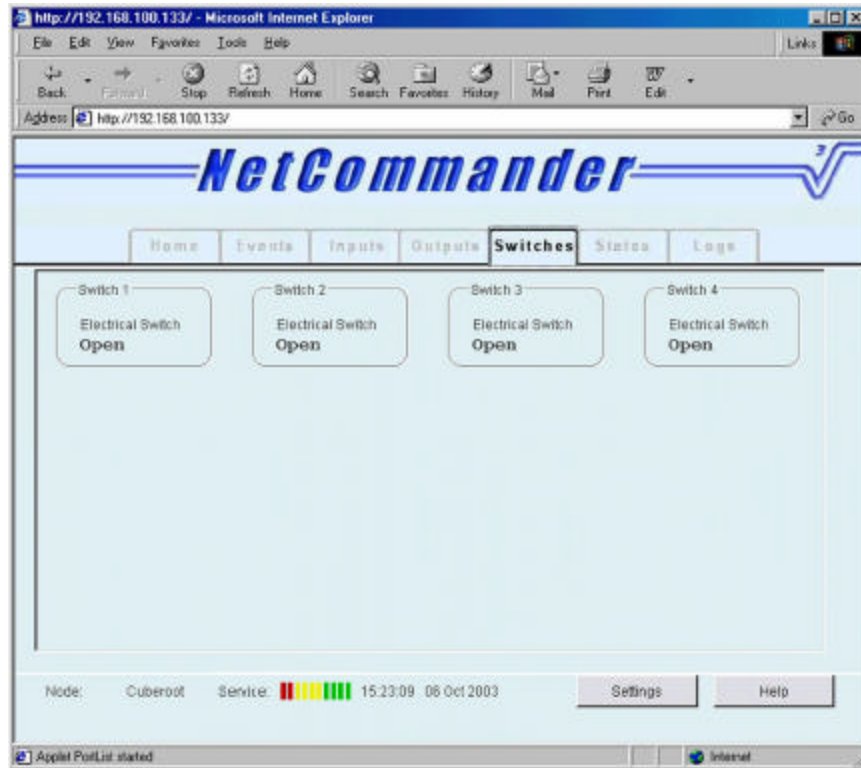 http://192.168.100.133/ - Microsoft Internet Explorer
File Edit View Favorites Tools Help Links
Back Forward Stop Refresh Home Search Favorites History Mail Print Edit
Address http://192.168.100.133/ Go
NetCommander 3
Home Events Inputs Outputs Switches Status Logs
Switch 1 Switch 2 Switch 3 Switch 4
Electrical Switch Electrical Switch Electrical Switch Electrical Switch
Open Open Open Open
Node: Cuberoot Service: 15:23:09 06 Oct 2003 Settings Help
Applet PortList started Internet